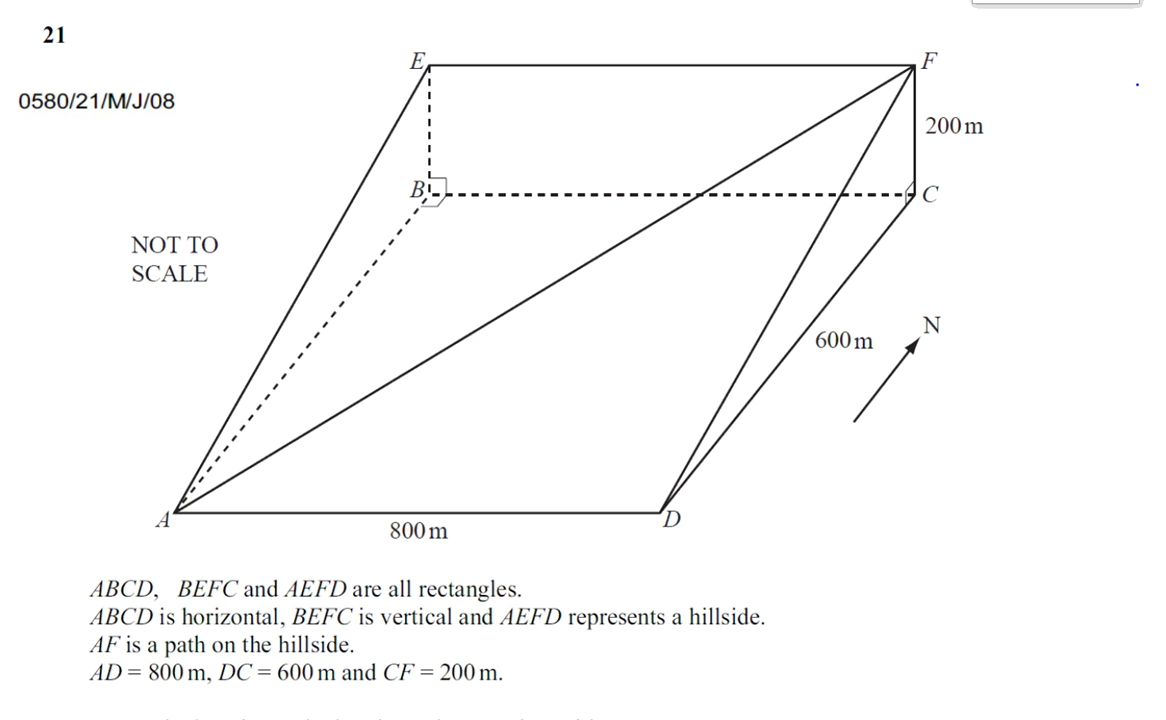 21
E
F
0580/21/M/J/08
200 m
B
C
NOT TO
SCALE
N
600 m
A
D
800 m
ABCD, BEFC and AEFD are all rectangles.
ABCD is horizontal, BEFC is vertical and AEFD represents a hillside.
AF is a path on the hillside.
AD = 800 m, DC = 600 m and CF = 200 m.